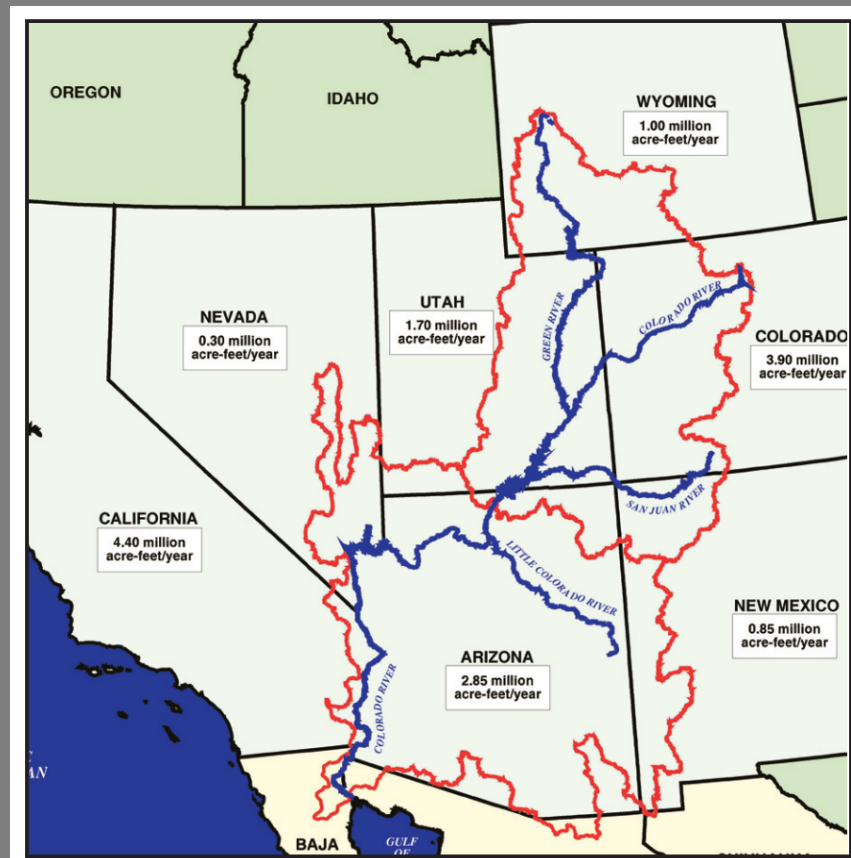 OREGON
IDAHO
WYOMING
1.00 million
acre-feet/year
NEVADA
0.30 million
acre-feet/year
UTAH
1.70 million
acre-feet/year
GREEN RIVER
COLORADO RIVER
COLORADO
3.90 million
acre-feet/year
CALIFORNIA
4.40 million
acre-feet/year
SAN JUAN RIVER
LITTLE COLORADO RIVER
NEW MEXICO
0.85 million
acre-feet/year
ARIZONA
2.85 million
acre-feet/year
COLORADO RIVER
BAJA
GULF
OF